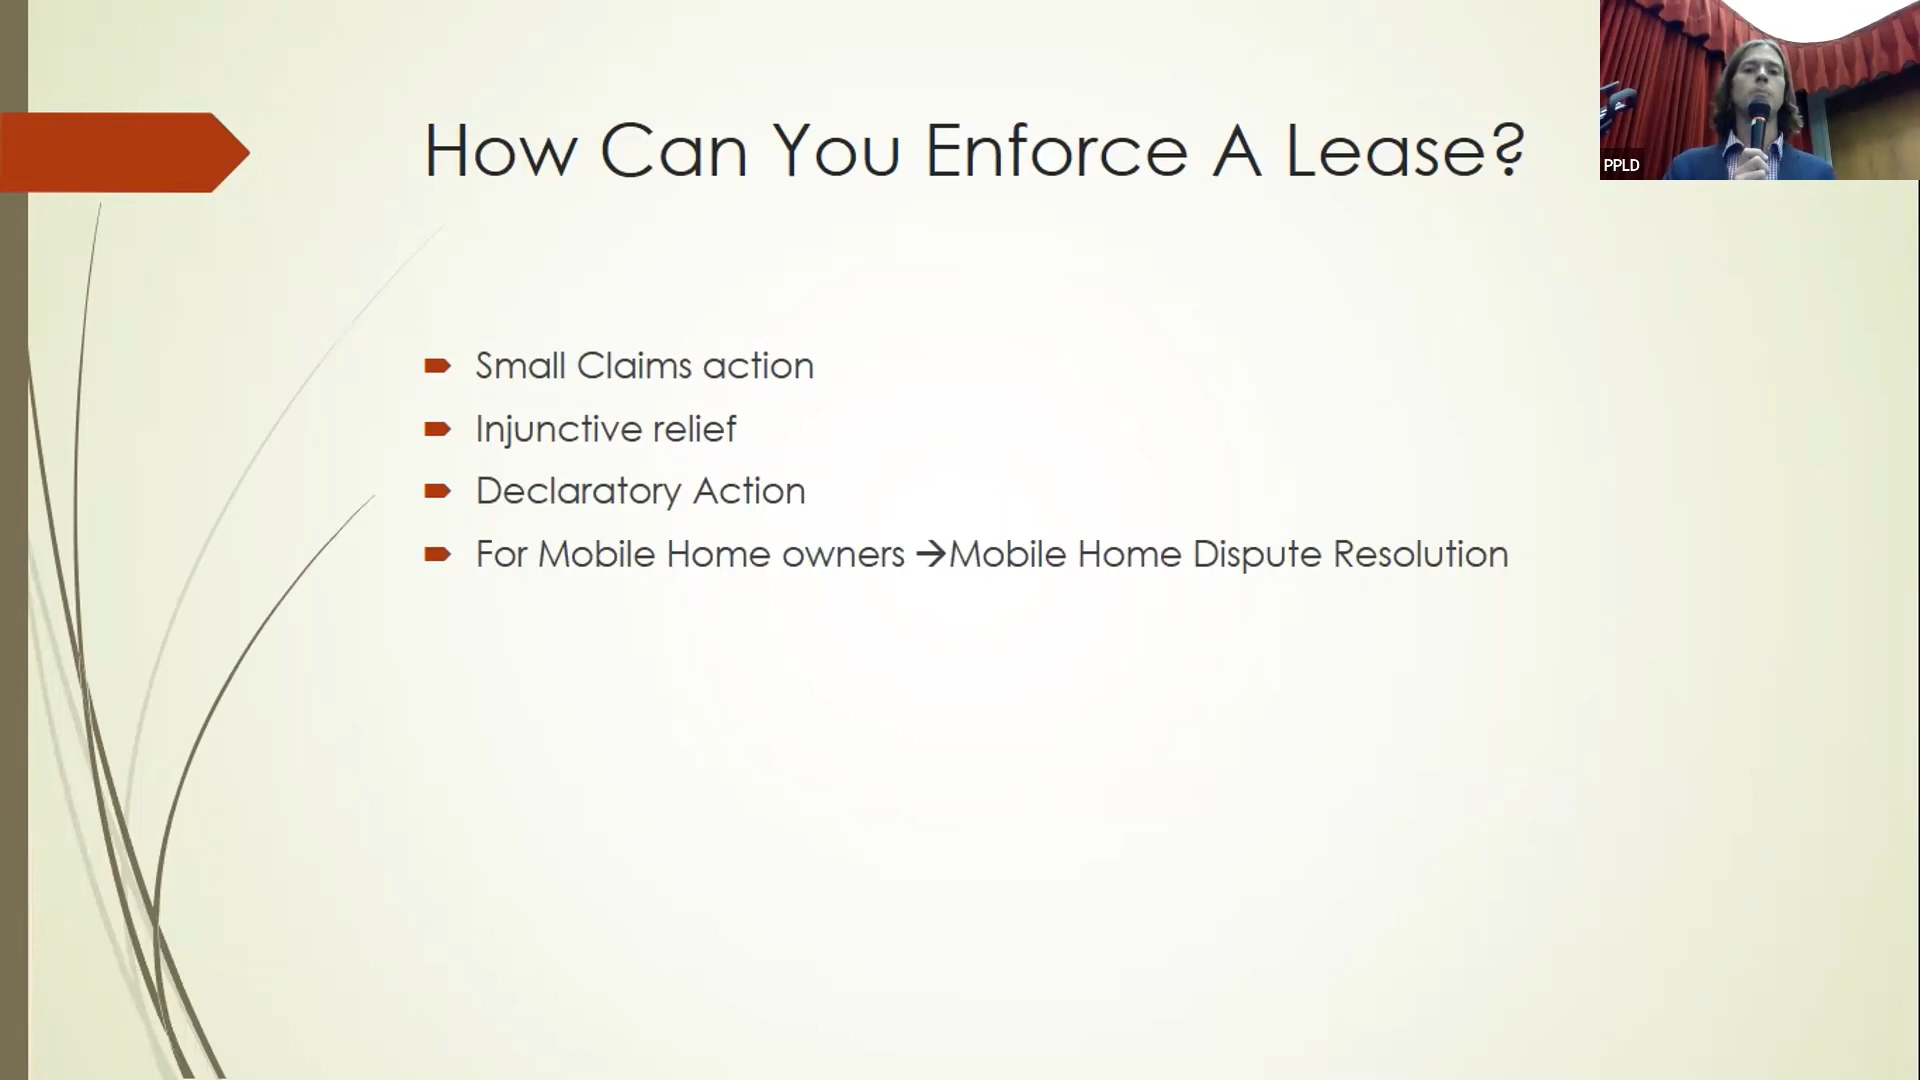 How Can You Enforce A Lease?
PPLD
Small Claims action
Injunctive relief
Declaratory Action
For Mobile Home owners →Mobile Home Dispute Resolution